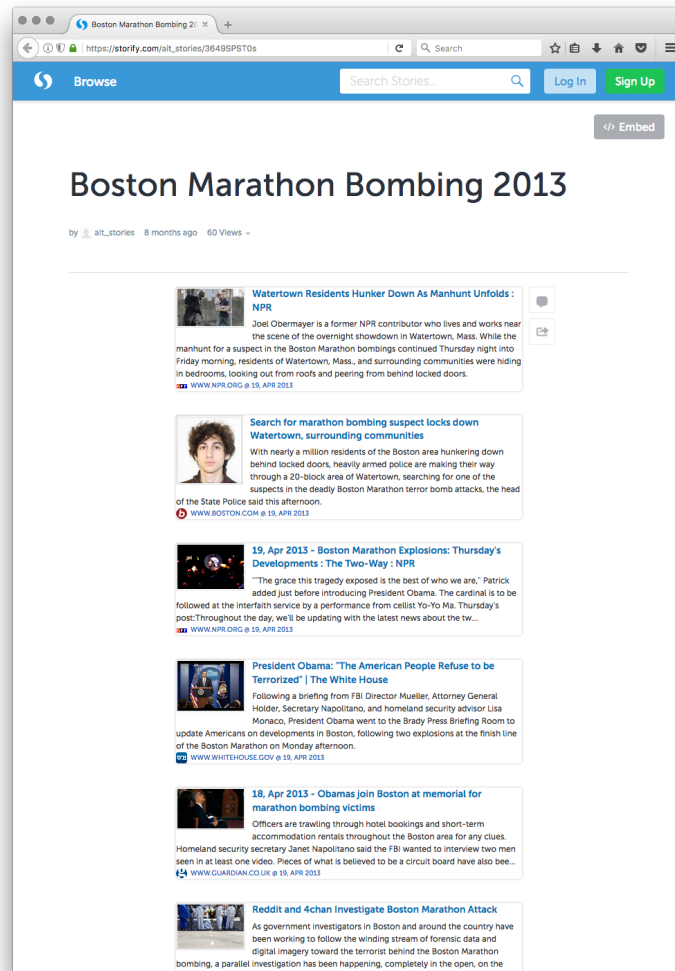 Boston Marathon Bombing 20
https://storify.com/ait_stories/3649SPST0s
Search
Browse
Search Stories...
Log In
Sign Up
</> Embed
Boston Marathon Bombing 2013
by ait_stories 8 months ago 60 Views
Watertown Residents Hunker Down As Manhunt Unfolds :
NPR
Joel Obermayer is a former NPR contributor who lives and works near
the scene of the overnight showdown in Watertown, Mass. While the
manhunt for a suspect in the Boston Marathon bombings continued Thursday night into
Friday morning, residents of Watertown, Mass., and surrounding communities were hiding
in bedrooms, looking out from roofs and peering from behind locked doors.
WWW.NPR.ORG @ 19, APR 2013
Search for marathon bombing suspect locks down
Watertown, surrounding communities
With nearly a million residents of the Boston area hunkering down
behind locked doors, heavily armed police are making their way
through a 20-block area of Watertown, searching for one of the
suspects in the deadly Boston Marathon terror bomb attacks, the head
of the State Police said this afternoon.
b WWW.BOSTON.COM @ 19, APR 2013
19, Apr 2013 - Boston Marathon Explosions: Thursday's
Developments : The Two-Way : NPR
""The grace this tragedy exposed is the best of who we are," Patrick
added just before introducing President Obama. The cardinal is to be
followed at the interfaith service by a performance from cellist Yo-Yo Ma. Thursday's
post:Throughout the day, we'll be updating with the latest news about the tw...
WWW.NPR.ORG @ 19, APR 2013
President Obama: "The American People Refuse to be
Terrorized" | The White House
Following a briefing from FBI Director Mueller, Attorney General
Holder, Secretary Napolitano, and homeland security advisor Lisa
Monaco, President Obama went to the Brady Press Briefing Room to
update Americans on developments in Boston, following two explosions at the finish line
of the Boston Marathon on Monday afternoon.
WWW.WHITEHOUSE.GOV @ 19, APR 2013
18, Apr 2013 - Obamas join Boston at memorial for
marathon bombing victims
Officers are trawling through hotel bookings and short-term
accommodation rentals throughout the Boston area for any clues.
Homeland security secretary Janet Napolitano said the FBI wanted to interview two men
seen in at least one video. Pieces of what is believed to be a circuit board have also bee...
WWW.GUARDIAN.CO.UK @ 19, APR 2013
Reddit and 4chan Investigate Boston Marathon Attack
As government investigators in Boston and around the country have
been working to follow the winding stream of forensic data and
digital imagery toward the terrorist behind the Boston Marathon
bombing, a parallel investigation has been happening, completely in the open, on the